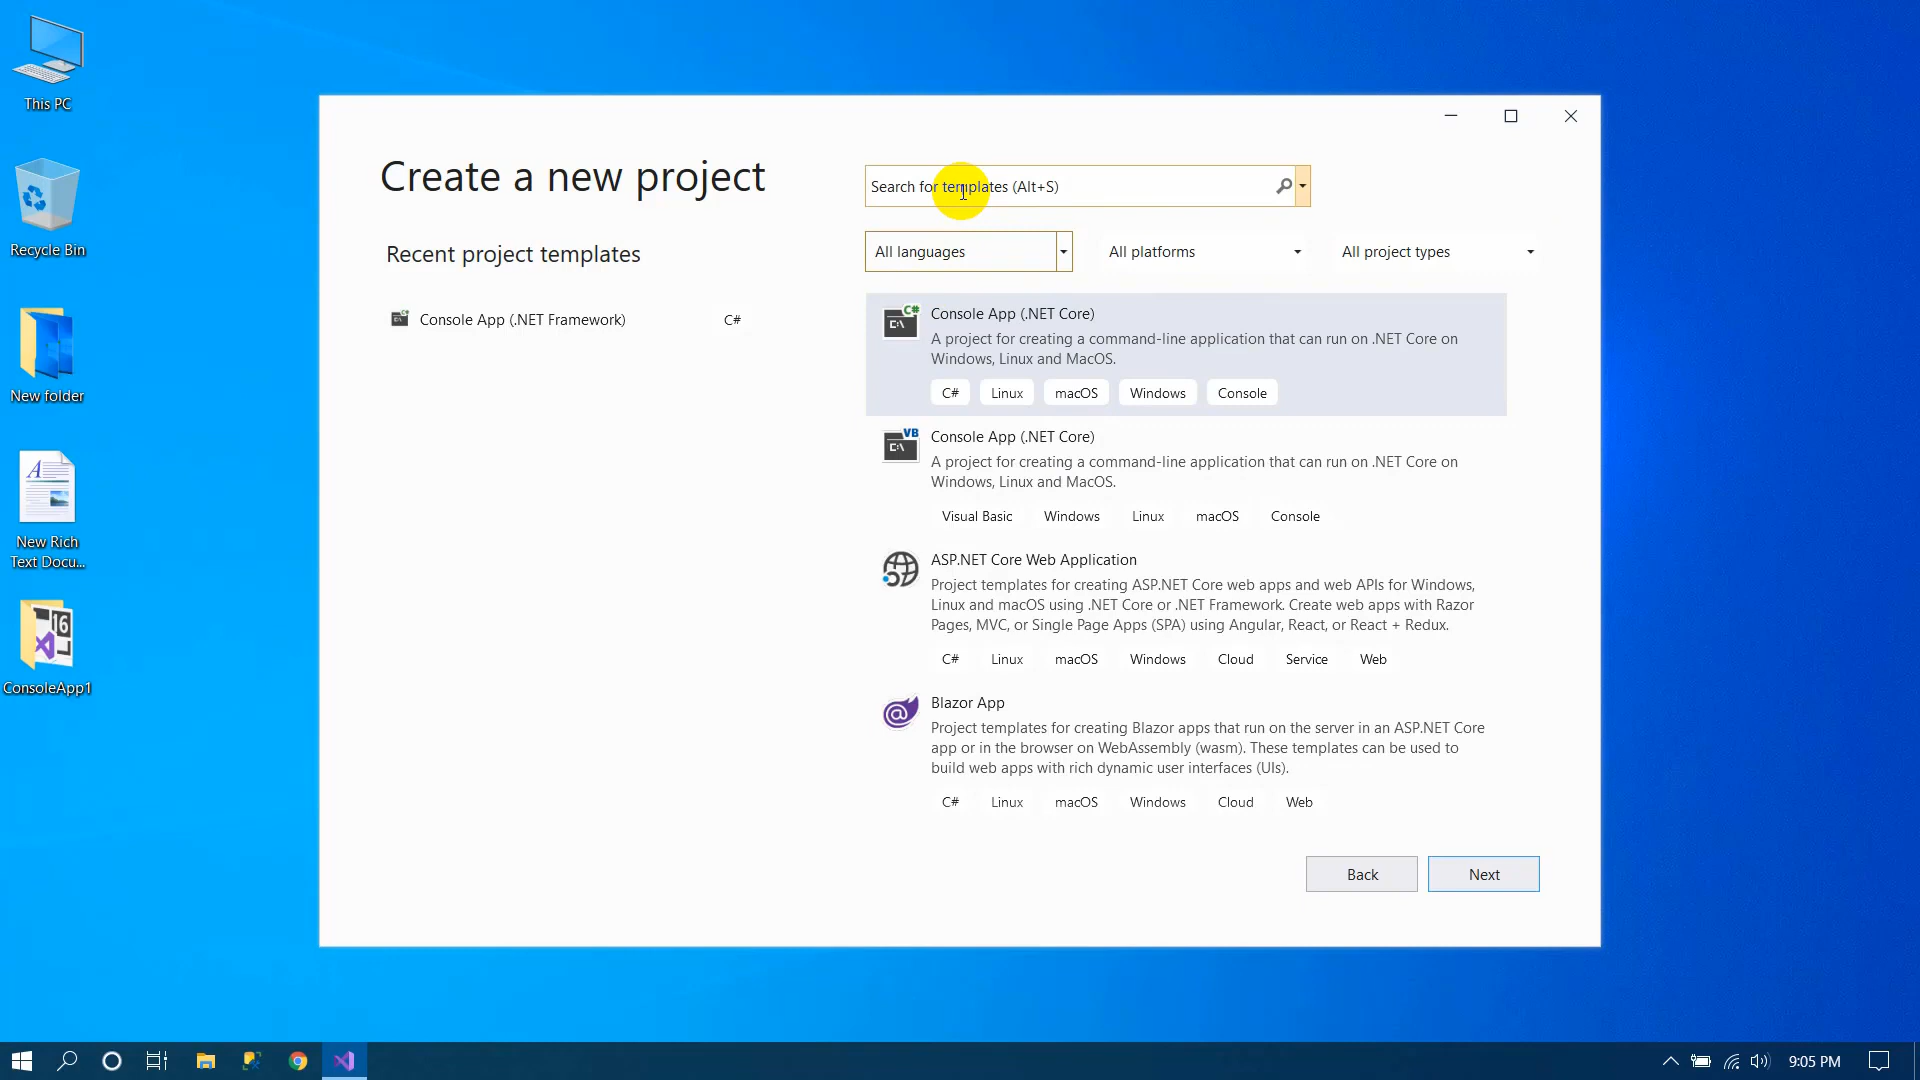 This PC
Recycle Bin
New folder
New Rich
Text Docu...
16
ConsoleApp1
Create a new project
Recent project templates
Console App (.NET Framework) C#
Search for templates (Alt+S)
All languages All platforms All project types
C#
Console App (.NET Core)
A project for creating a command-line application that can run on .NET Core on
Windows, Linux and MacOS.
C# Linux macOS Windows Console
VB
Console App (.NET Core)
A project for creating a command-line application that can run on .NET Core on
Windows, Linux and MacOS.
Visual Basic Windows Linux macOS Console
ASP.NET Core Web Application
Project templates for creating ASP.NET Core web apps and web APIs for Windows,
Linux and macOS using .NET Core or .NET Framework. Create web apps with Razor
Pages, MVC, or Single Page Apps (SPA) using Angular, React, or React + Redux.
C# Linux macOS Windows Cloud Service Web
Blazor App
Project templates for creating Blazor apps that run on the server in an ASP.NET Core
app or in the browser on WebAssembly (wasm). These templates can be used to
build web apps with rich dynamic user interfaces (UIs).
C# Linux macOS Windows Cloud Web
Back Next
9:05 PM